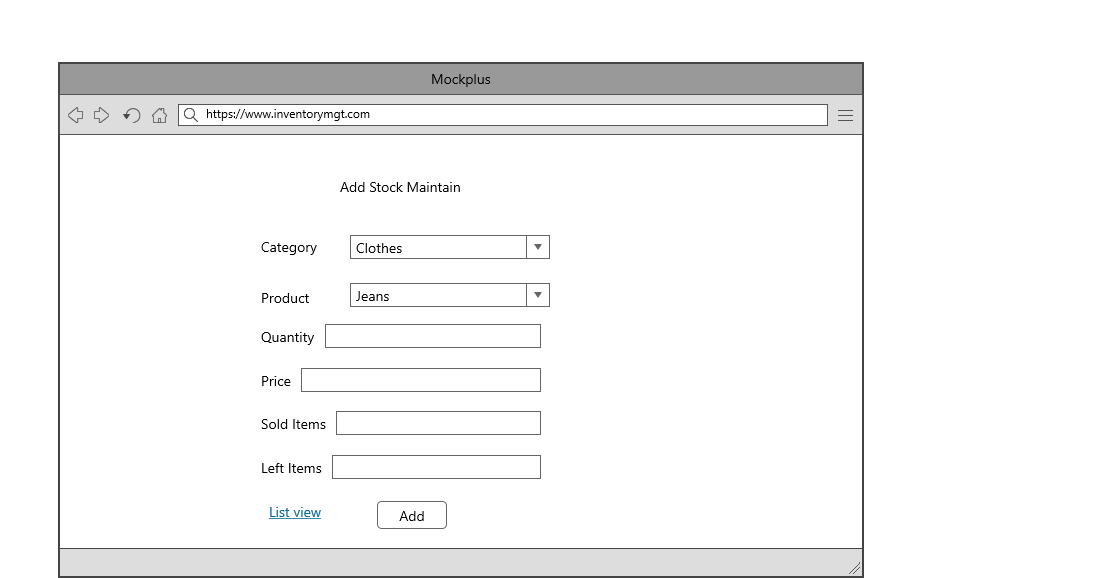 Mockplus
https://www.inventorymgt.com
Add Stock Maintain
Category Clothes
Product Jeans
Quantity
Price
Sold Items
Left Items
List view Add